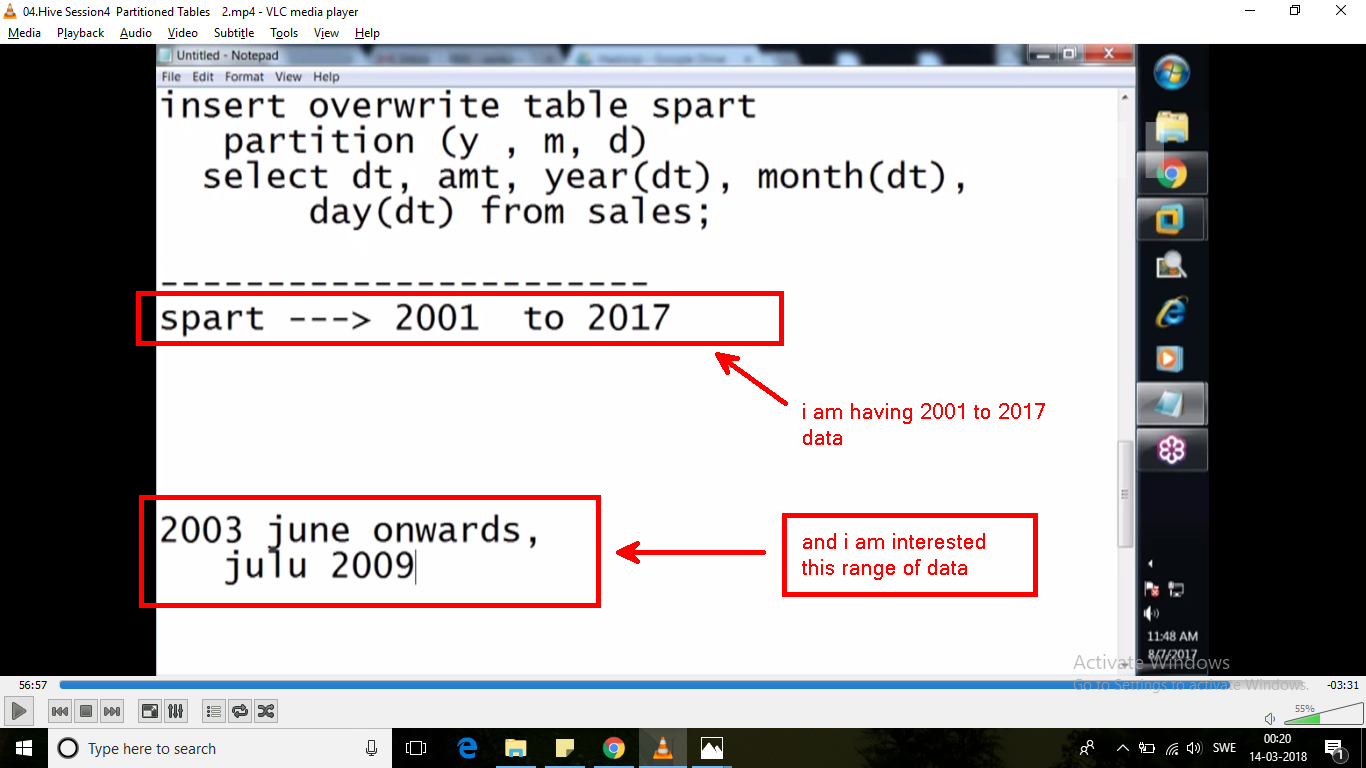 04.Hive Session4 Partitioned Tables 2.mp4 - VLC media player
Media Playback Audio Video Subtitle Tools View Help
Untitled - Notepad
File Edit Format View Help
insert overwrite table spart
partition (y , m, d)
select dt, amt, year(dt), month(dt),
day(dt) from sales;
-----------------------
spart ---> 2001 to 2017
i am having 2001 to 2017
data
2003 june onwards,
julu 2009
and i am interested
this range of data
11:48 AM
8/7/2017
Activate Windows
Go to Settings to activate Windows.
56:57
-03:31
55%
Type here to search
SWE
00:20
14-03-2018
1